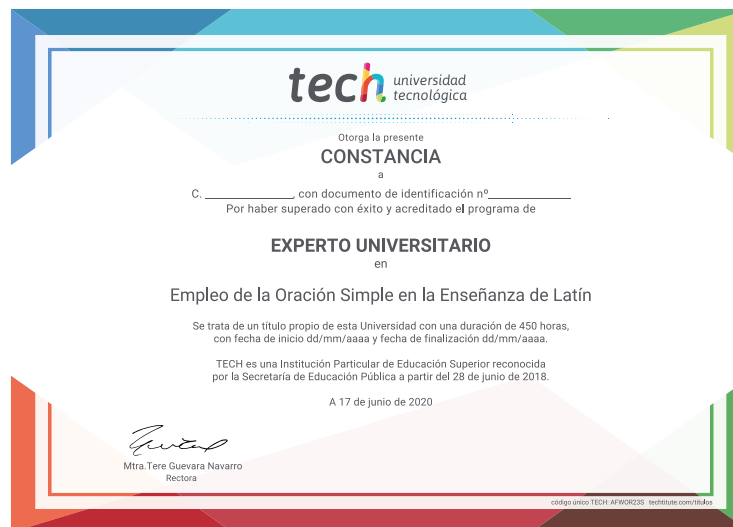 tech universidad
tecnológica
Otorga la presente
CONSTANCIA
a
C. ______________, con documento de identificación nº______________
Por haber superado con éxito y acreditado el programa de
EXPERTO UNIVERSITARIO
en
Empleo de la Oración Simple en la Enseñanza de Latín
Se trata de un título propio de esta Universidad con una duración de 450 horas,
con fecha de inicio dd/mm/aaaa y fecha de finalización dd/mm/aaaa.
TECH es una Institución Particular de Educación Superior reconocida
por la Secretaría de Educación Pública a partir del 28 de junio de 2018.
A 17 de junio de 2020
Mtra.Tere Guevara Navarro
Rectora
código único TECH: AFWOR23S techtitute.com/titulos